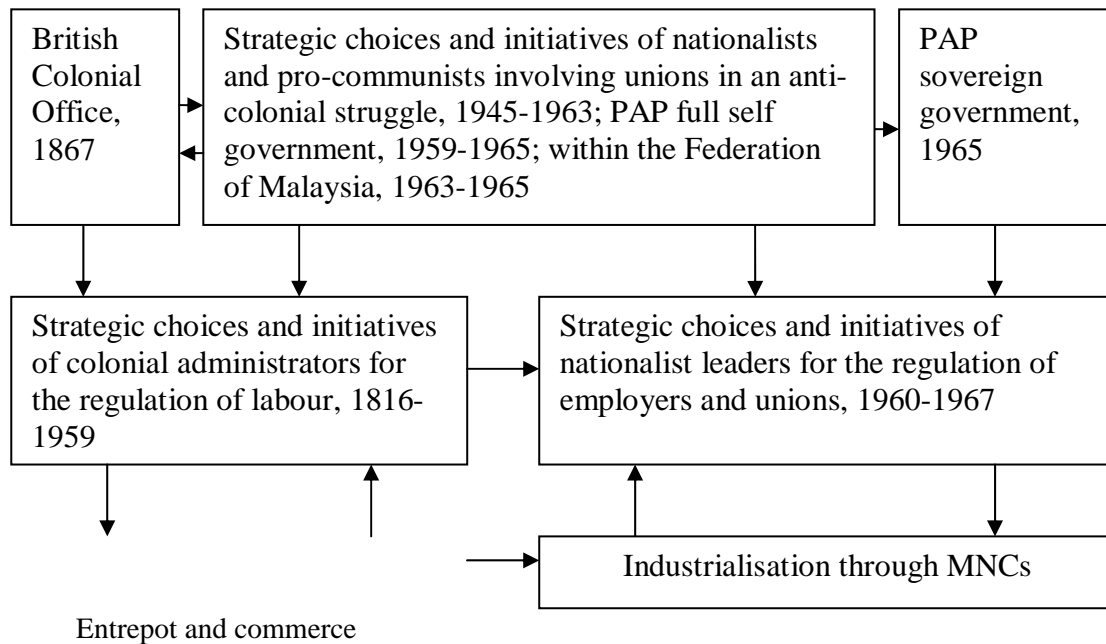 British
Colonial
Office,
1867
Strategic choices and initiatives of nationalists
and pro-communists involving unions in an anti-
colonial struggle, 1945-1963; PAP full self
government, 1959-1965; within the Federation
of Malaysia, 1963-1965
PAP
sovereign
government,
1965
Strategic choices and initiatives
of colonial administrators for
the regulation of labour, 1816-
1959
Strategic choices and initiatives of
nationalist leaders for the regulation of
employers and unions, 1960-1967
Industrialisation through MNCs
Entrepot and commerce